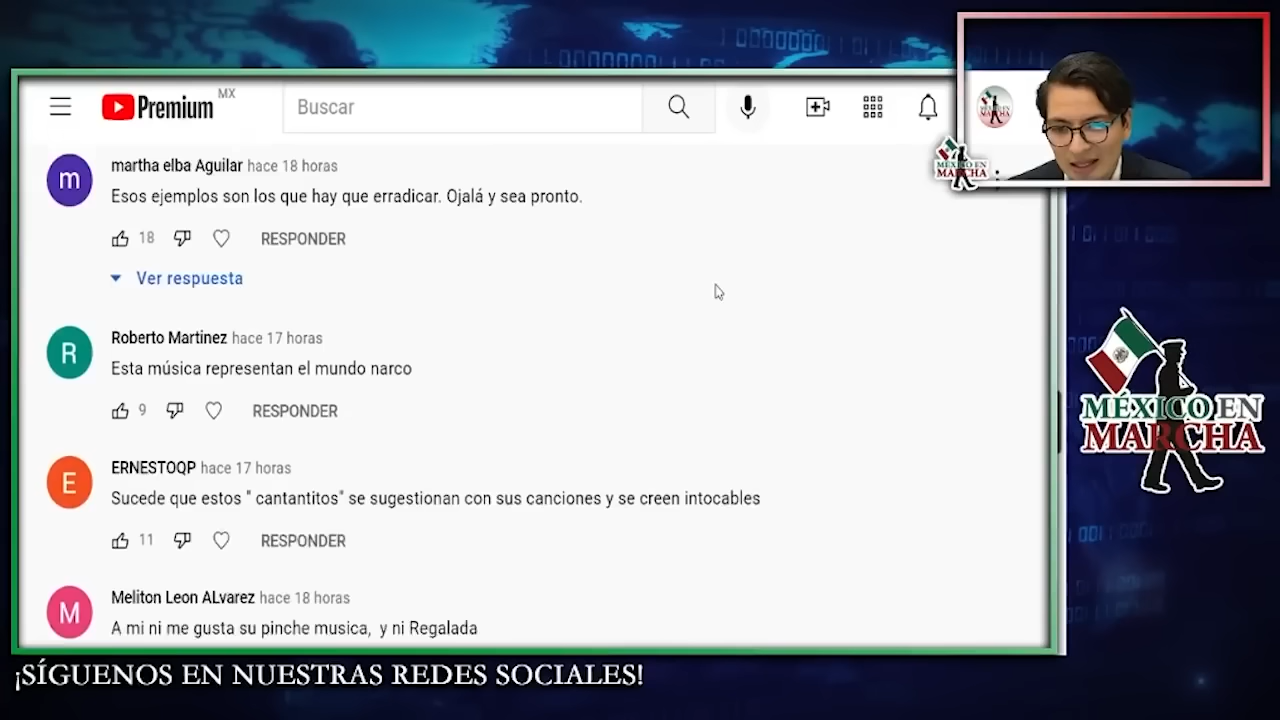 MX
Premium
Buscar
MÉXICO EN
MARCHA
martha elba Aguilar hace 18 horas
Esos ejemplos son los que hay que erradicar. Ojalá y sea pronto.
18
RESPONDER
Ver respuesta
Roberto Martinez hace 17 horas
Esta música representan el mundo narco
9
RESPONDER
ERNESTOQP hace 17 horas
Sucede que estos " cantantitos" se sugestionan con sus canciones y se creen intocables
11
RESPONDER
Meliton Leon ALvarez hace 18 horas
A mi ni me gusta su pinche musica, y ni Regalada
MÉXICO EN
MARCHA
¡SÍGUENOS EN NUESTRAS REDES SOCIALES!